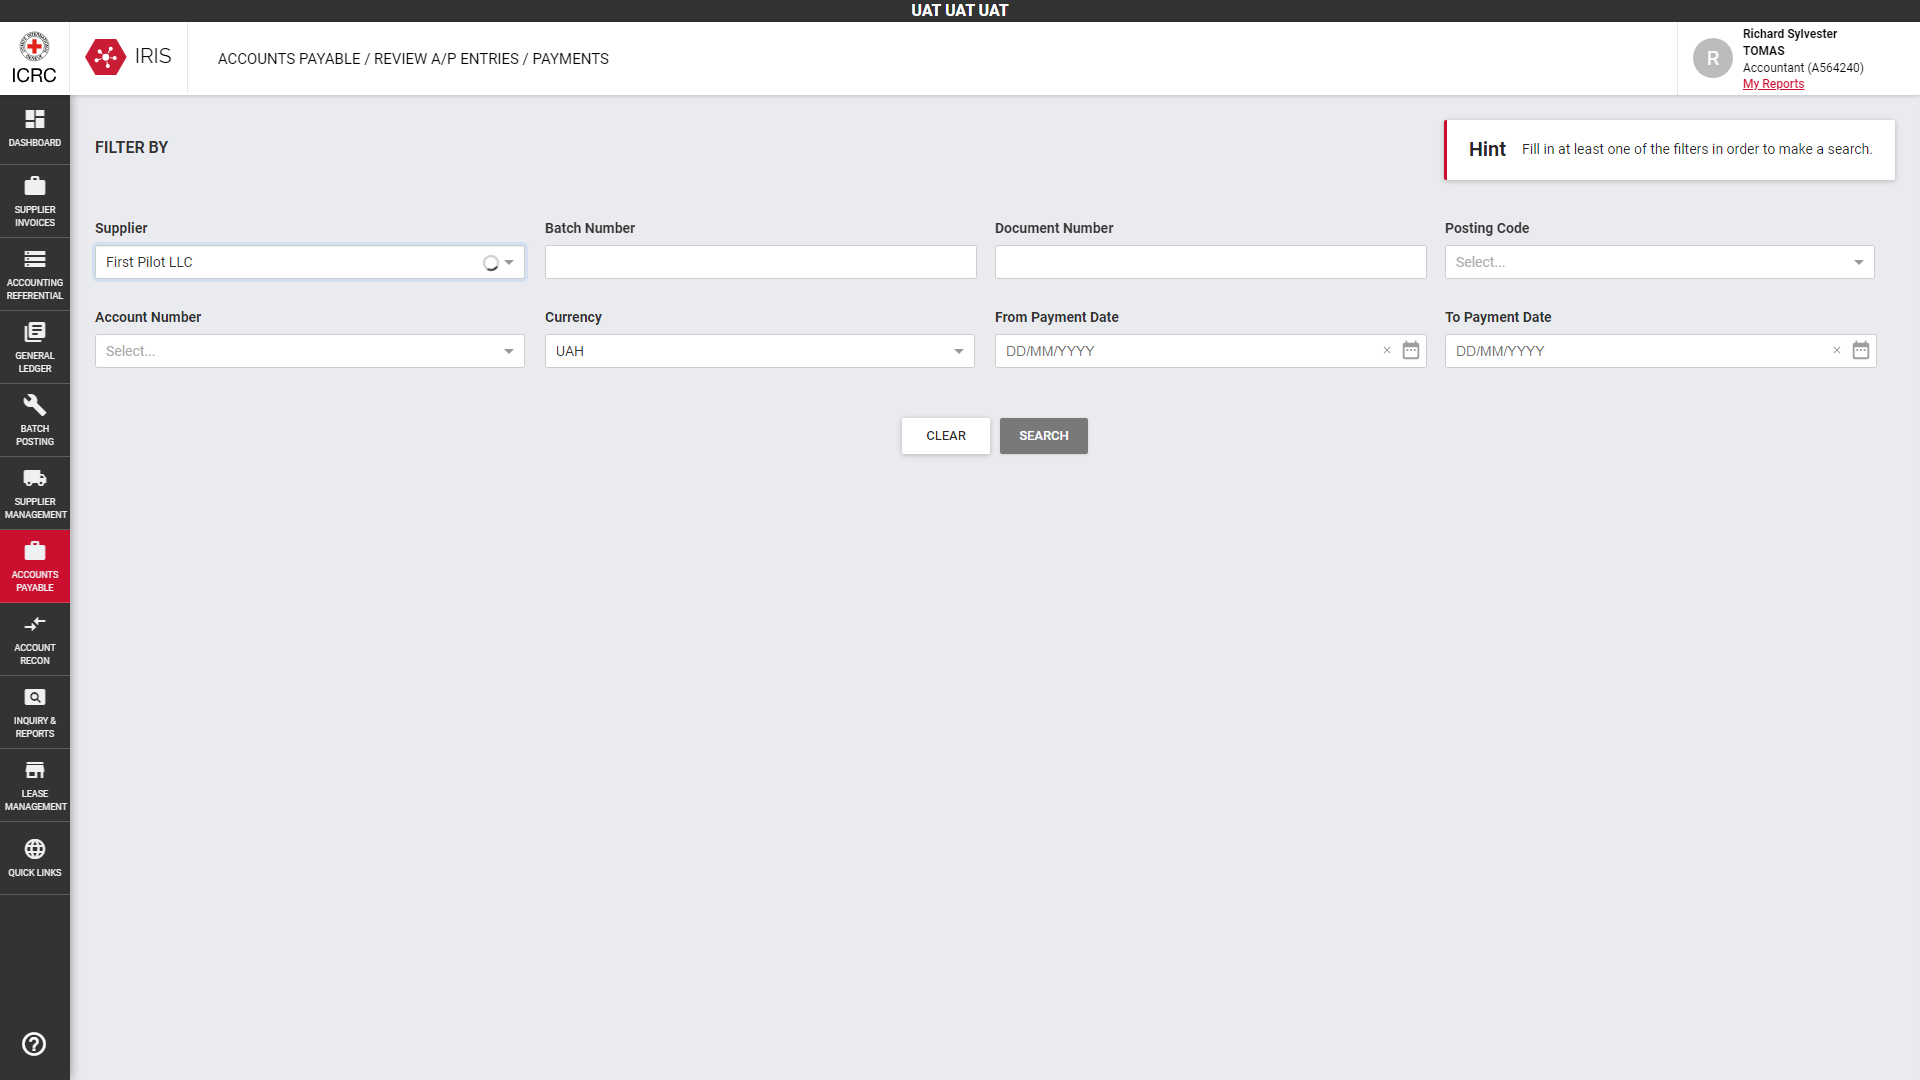 UAT UAT UAT
ICRC
IRIS
ACCOUNTS PAYABLE / REVIEW A/P ENTRIES / PAYMENTS
R
Richard Sylvester
TOMAS
Accountant (A564240)
My Reports
DASHBOARD
SUPPLIER
INVOICES
ACCOUNTING
REFERENTIAL
GENERAL
LEDGER
BATCH
POSTING
SUPPLIER
MANAGEMENT
ACCOUNTS
PAYABLE
ACCOUNT
RECON
INQUIRY &
REPORTS
LEASE
MANAGEMENT
QUICK LINKS
FILTER BY
Hint Fill in at least one of the filters in order to make a search.
Supplier
First Pilot LLC
Batch Number
Document Number
Posting Code
Select...
Account Number
Select...
Currency
UAH
From Payment Date
DD/MM/YYYY
To Payment Date
DD/MM/YYYY
CLEAR
SEARCH